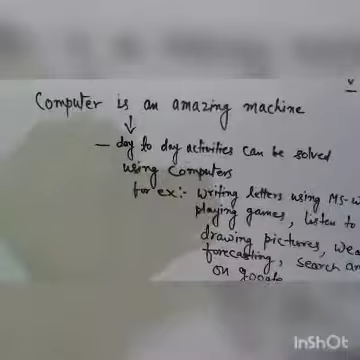 Computer is an amazing machine
↓
— day to day activities can be solved
using Computers
for ex:- writing letters using MS-W
playing games, listen to
drawing pictures, wea
forecasting, search an
on google
InShOt